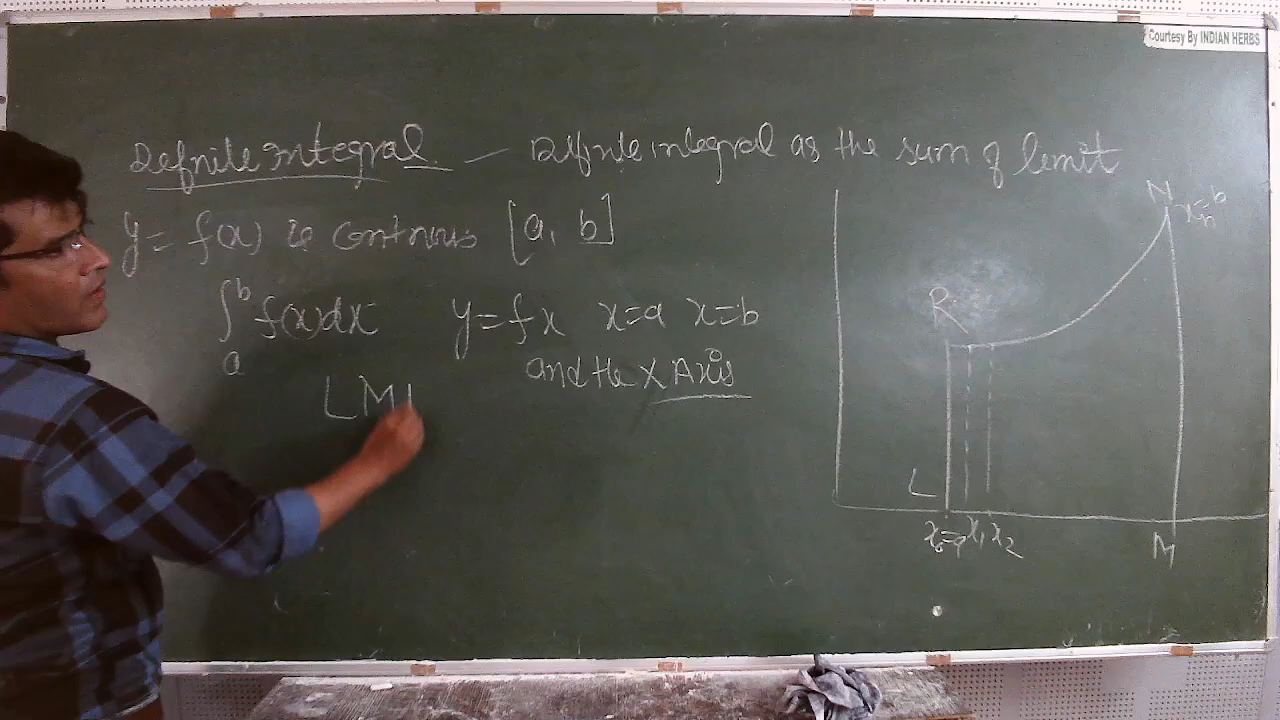 Courtesy By INDIAN HERBS
Definite Integral — Definite integral as the sum of limit
y = f(x) is continous [a, b]
∫ₐᵇ f(x)dx y = fx x=a x=b
and the X Axis
LM
N
R
L
x₀=a x₁ x₂
M